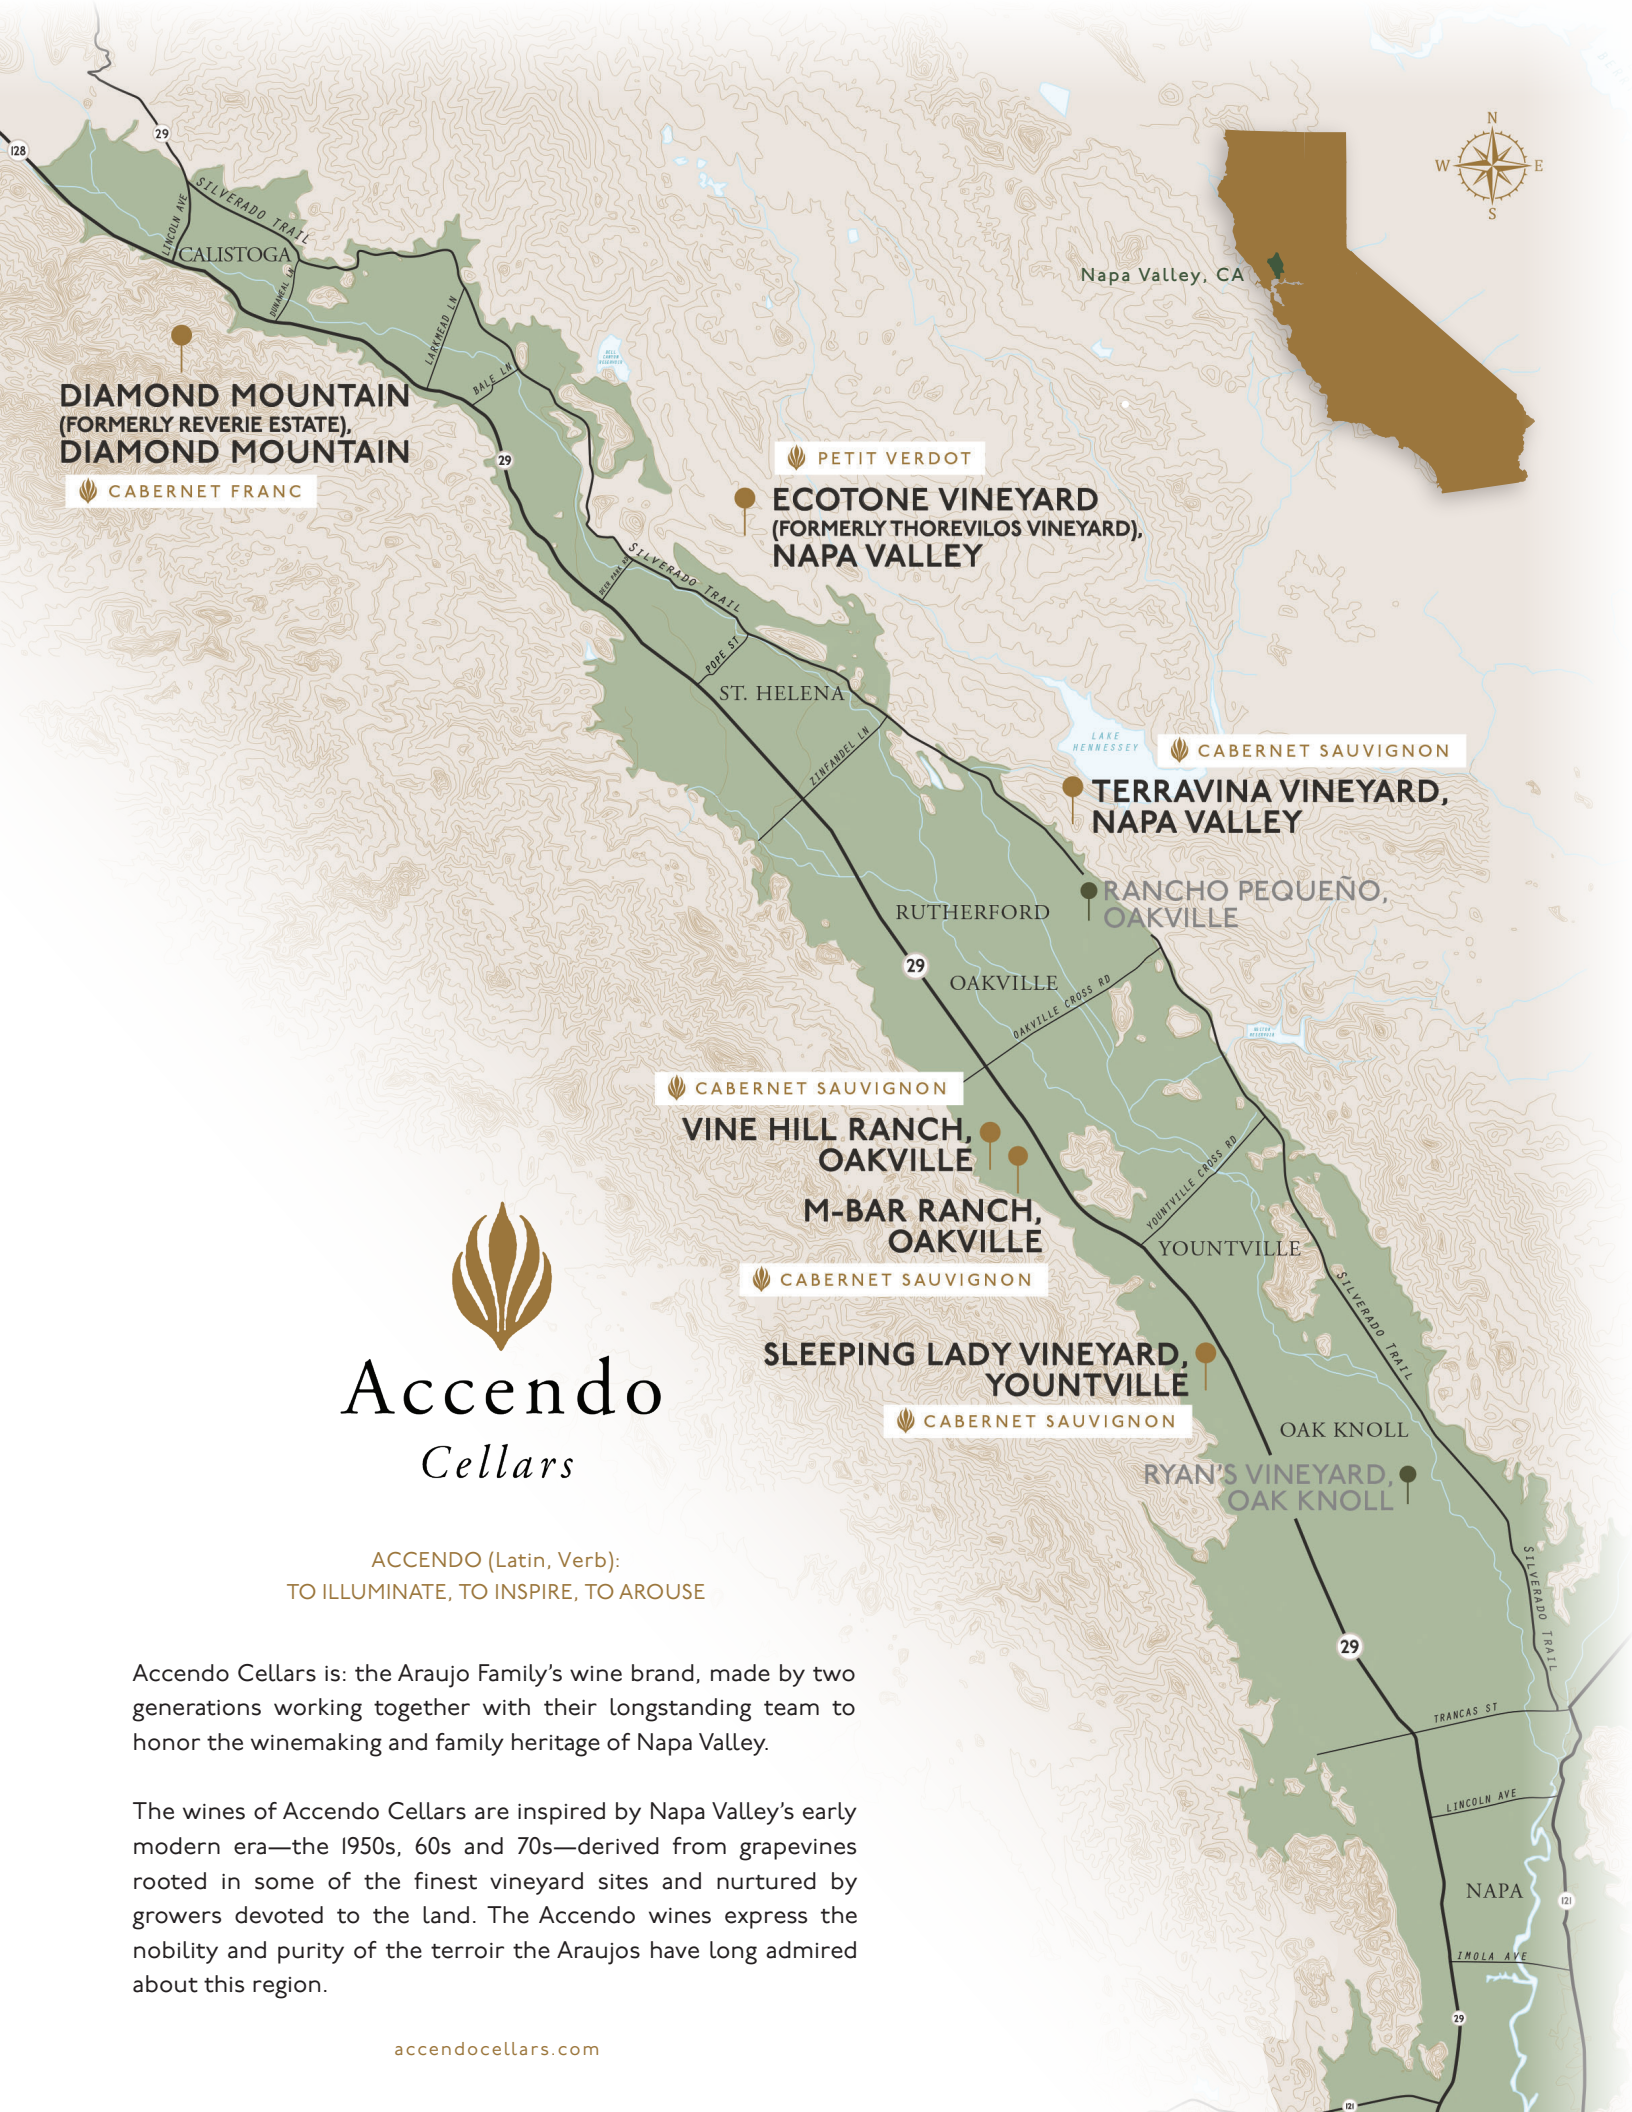 N
W
E
S
128
29
SILVERADO TRAIL
LINCOLN AVE
CALISTOGA
DUNAWEAL LN
Napa Valley, CA
LARKMEAD LN
BALE LN
BELL
CANYON
RESERVOIR
DIAMOND MOUNTAIN
(FORMERLY REVERIE ESTATE),
DIAMOND MOUNTAIN
CABERNET FRANC
29
PETIT VERDOT
ECOTONE VINEYARD
(FORMERLY THOREVILOS VINEYARD),
NAPA VALLEY
SILVERADO TRAIL
DEER PARK RD
POPE ST
ST. HELENA
ZINFANDEL LN
LAKE
HENNESSEY
CABERNET SAUVIGNON
TERRAVINA VINEYARD,
NAPA VALLEY
RANCHO PEQUEÑO,
OAKVILLE
RUTHERFORD
29
OAKVILLE
OAKVILLE CROSS RD
CABERNET SAUVIGNON
VINE HILL RANCH,
OAKVILLE
M-BAR RANCH,
OAKVILLE
CABERNET SAUVIGNON
YOUNTVILLE CROSS RD
YOUNTVILLE
SILVERADO TRAIL
SLEEPING LADY VINEYARD,
YOUNTVILLE
CABERNET SAUVIGNON
OAK KNOLL
RYAN'S VINEYARD,
OAK KNOLL
SILVERADO TRAIL
29
TRANCAS ST
LINCOLN AVE
NAPA
121
IMOLA AVE
29
121
Accendo
Cellars
ACCENDO (Latin, Verb):
TO ILLUMINATE, TO INSPIRE, TO AROUSE
Accendo Cellars is: the Araujo Family's wine brand, made by two
generations working together with their longstanding team to
honor the winemaking and family heritage of Napa Valley.
The wines of Accendo Cellars are inspired by Napa Valley's early
modern era—the 1950s, 60s and 70s—derived from grapevines
rooted in some of the finest vineyard sites and nurtured by
growers devoted to the land. The Accendo wines express the
nobility and purity of the terroir the Araujos have long admired
about this region.
accendocellars.com